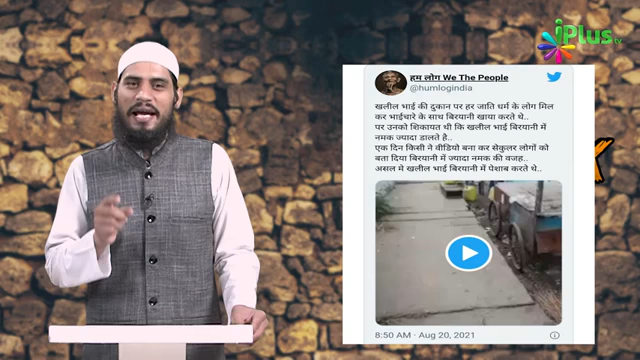 iPlus
tv
हम लोग We The People
@humlogindia
खलील भाई की दुकान पर हर जाति धर्म के लोग मिल
कर भाईचारे के साथ बिरयानी खाया करते थे..
पर उनको शिकायत थी कि खलील भाई बिरयानी में
नमक ज्यादा डालते है..
एक दिन किसी ने वीडियो बना कर सेकुलर लोगों को
बता दिया बिरयानी में ज्यादा नमक की वजह..
असल मे खलील भाई बिरयानी में पेशाब करते थे..
8:50 AM · Aug 20, 2021